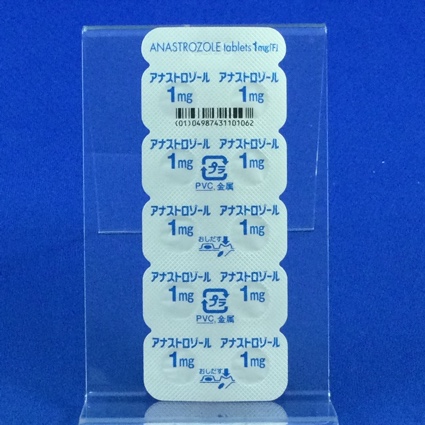 ANASTROZOLE tablets 1mg「F」
アナストロゾール アナストロゾール
1mg 1mg
(01)04987431101062
アナストロゾール アナストロゾール
1mg プラ 1mg
PVC, 金属
アナストロゾール アナストロゾール
1mg おしだす 1mg
アナストロゾール アナストロゾール
1mg プラ 1mg
PVC, 金属
アナストロゾール アナストロゾール
1mg おしだす 1mg